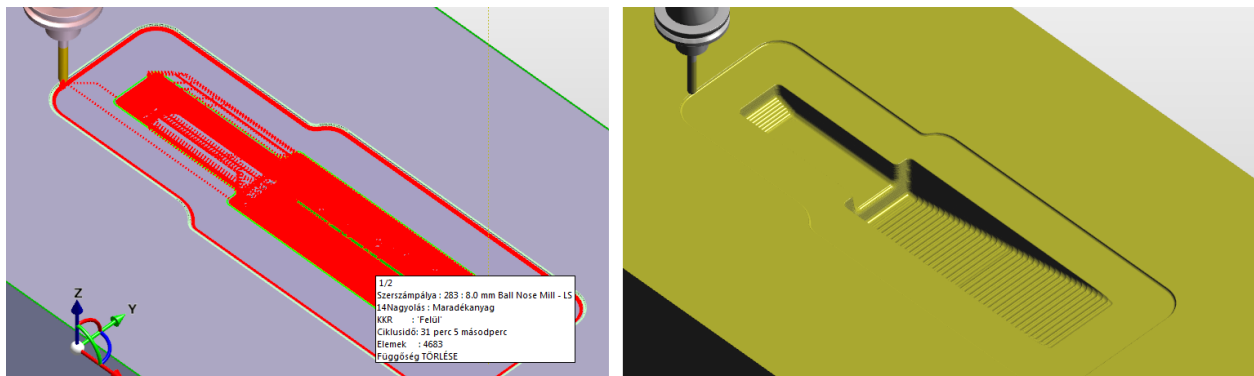 Z
Y
1/2
Szerszámpálya : 283 : 8.0 mm Ball Nose Mill - LS
14Nagyolás : Maradékanyag
KKR : 'Felül'
Ciklusidő: 31 perc 5 másodperc
Elemek : 4683
Függőség TÖRLÉSE